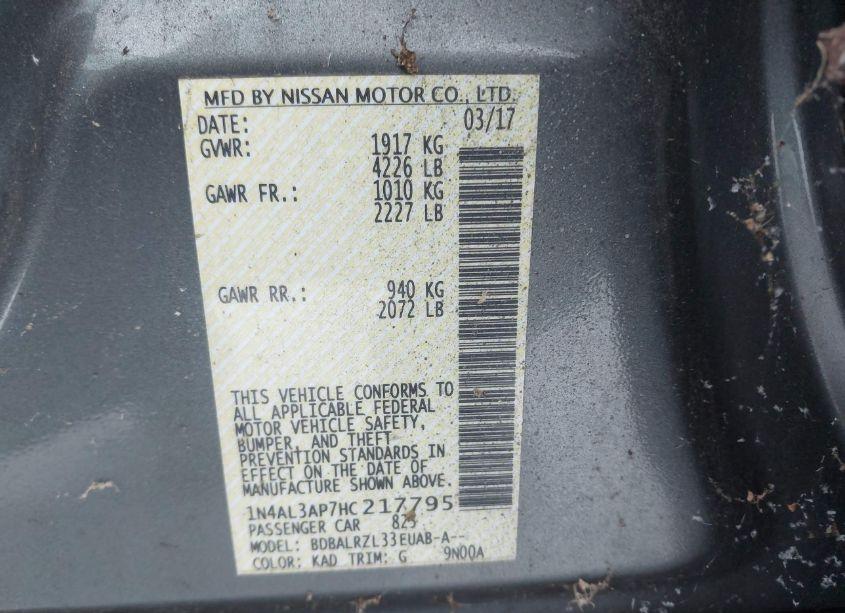 MFD BY NISSAN MOTOR CO., LTD.
DATE: 03/17
GVWR: 1917 KG
4226 LB
GAWR FR.: 1010 KG
2227 LB
GAWR RR.: 940 KG
2072 LB
THIS VEHICLE CONFORMS TO
ALL APPLICABLE FEDERAL
MOTOR VEHICLE SAFETY,
BUMPER, AND THEFT
PREVENTION STANDARDS IN
EFFECT ON THE DATE OF
MANUFACTURE SHOWN ABOVE.
1N4AL3AP7HC217795
PASSENGER CAR
MODEL: BDBALRZL33EUAB-A--
COLOR: KAD TRIM: G 9N00A